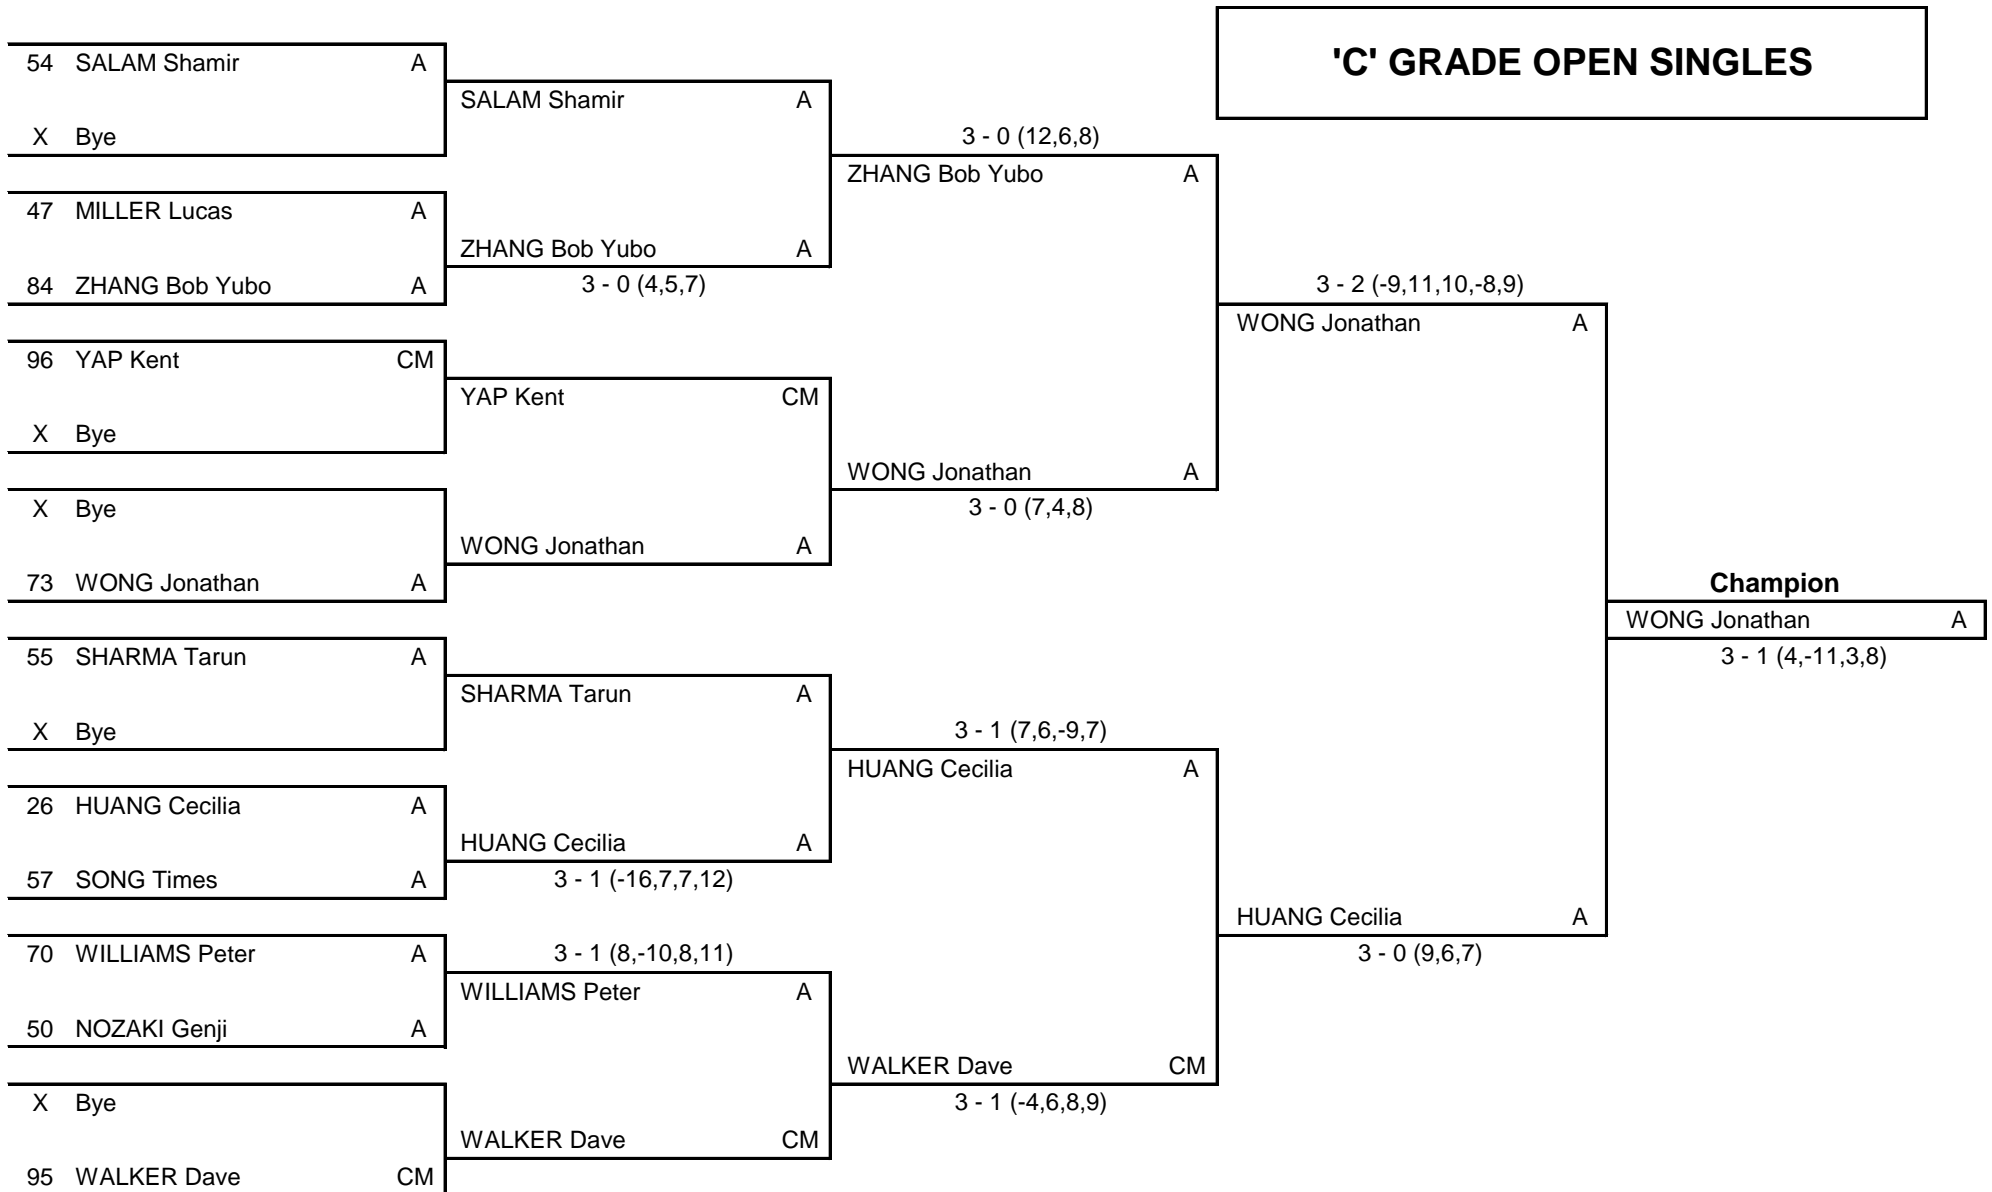 'C' GRADE OPEN SINGLES
54 SALAM Shamir A
SALAM Shamir A
X Bye
3 - 0 (12,6,8)
ZHANG Bob Yubo A
47 MILLER Lucas A
ZHANG Bob Yubo A
84 ZHANG Bob Yubo A
3 - 0 (4,5,7)
3 - 2 (-9,11,10,-8,9)
WONG Jonathan A
96 YAP Kent CM
YAP Kent CM
X Bye
WONG Jonathan A
X Bye
3 - 0 (7,4,8)
WONG Jonathan A
73 WONG Jonathan A
Champion
WONG Jonathan A
55 SHARMA Tarun A
3 - 1 (4,-11,3,8)
SHARMA Tarun A
X Bye
3 - 1 (7,6,-9,7)
HUANG Cecilia A
26 HUANG Cecilia A
HUANG Cecilia A
57 SONG Times A
3 - 1 (-16,7,7,12)
HUANG Cecilia A
70 WILLIAMS Peter A
3 - 1 (8,-10,8,11)
3 - 0 (9,6,7)
WILLIAMS Peter A
50 NOZAKI Genji A
WALKER Dave CM
X Bye
3 - 1 (-4,6,8,9)
WALKER Dave CM
95 WALKER Dave CM